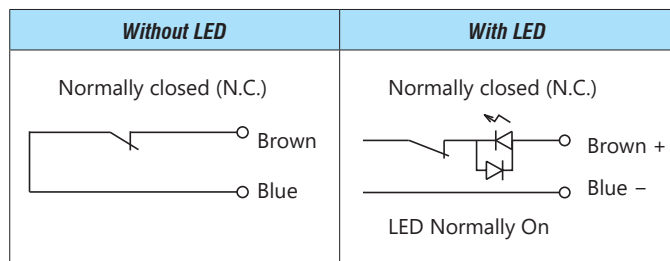 Without LED
With LED
Normally closed (N.C.)
Brown
Blue
Normally closed (N.C.)
Brown +
Blue −
LED Normally On